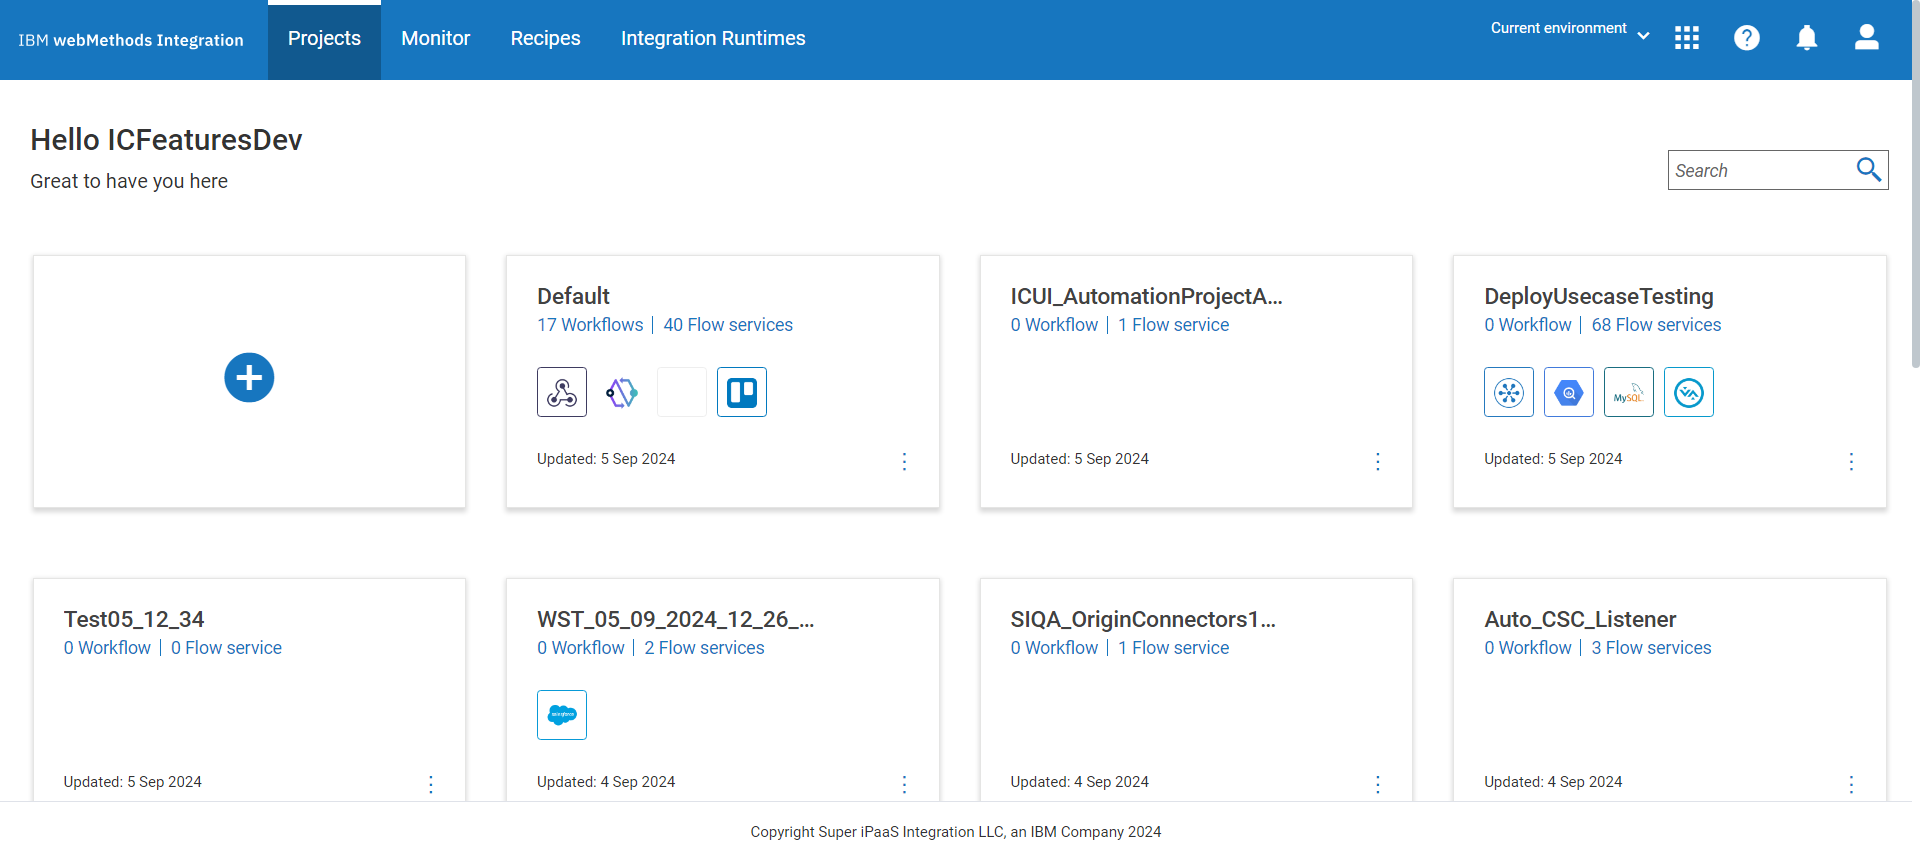 IBM webMethods Integration
Projects
Monitor
Recipes
Integration Runtimes
Current environment
Hello ICFeaturesDev
Great to have you here
Search
Default
17 Workflows | 40 Flow services
Updated: 5 Sep 2024
ICUI_AutomationProjectA...
0 Workflow | 1 Flow service
Updated: 5 Sep 2024
DeployUsecaseTesting
0 Workflow | 68 Flow services
MySQL
Updated: 5 Sep 2024
Test05_12_34
0 Workflow | 0 Flow service
Updated: 5 Sep 2024
WST_05_09_2024_12_26_...
0 Workflow | 2 Flow services
Updated: 4 Sep 2024
SIQA_OriginConnectors1...
0 Workflow | 1 Flow service
Updated: 4 Sep 2024
Auto_CSC_Listener
0 Workflow | 3 Flow services
Updated: 4 Sep 2024
Copyright Super iPaaS Integration LLC, an IBM Company 2024